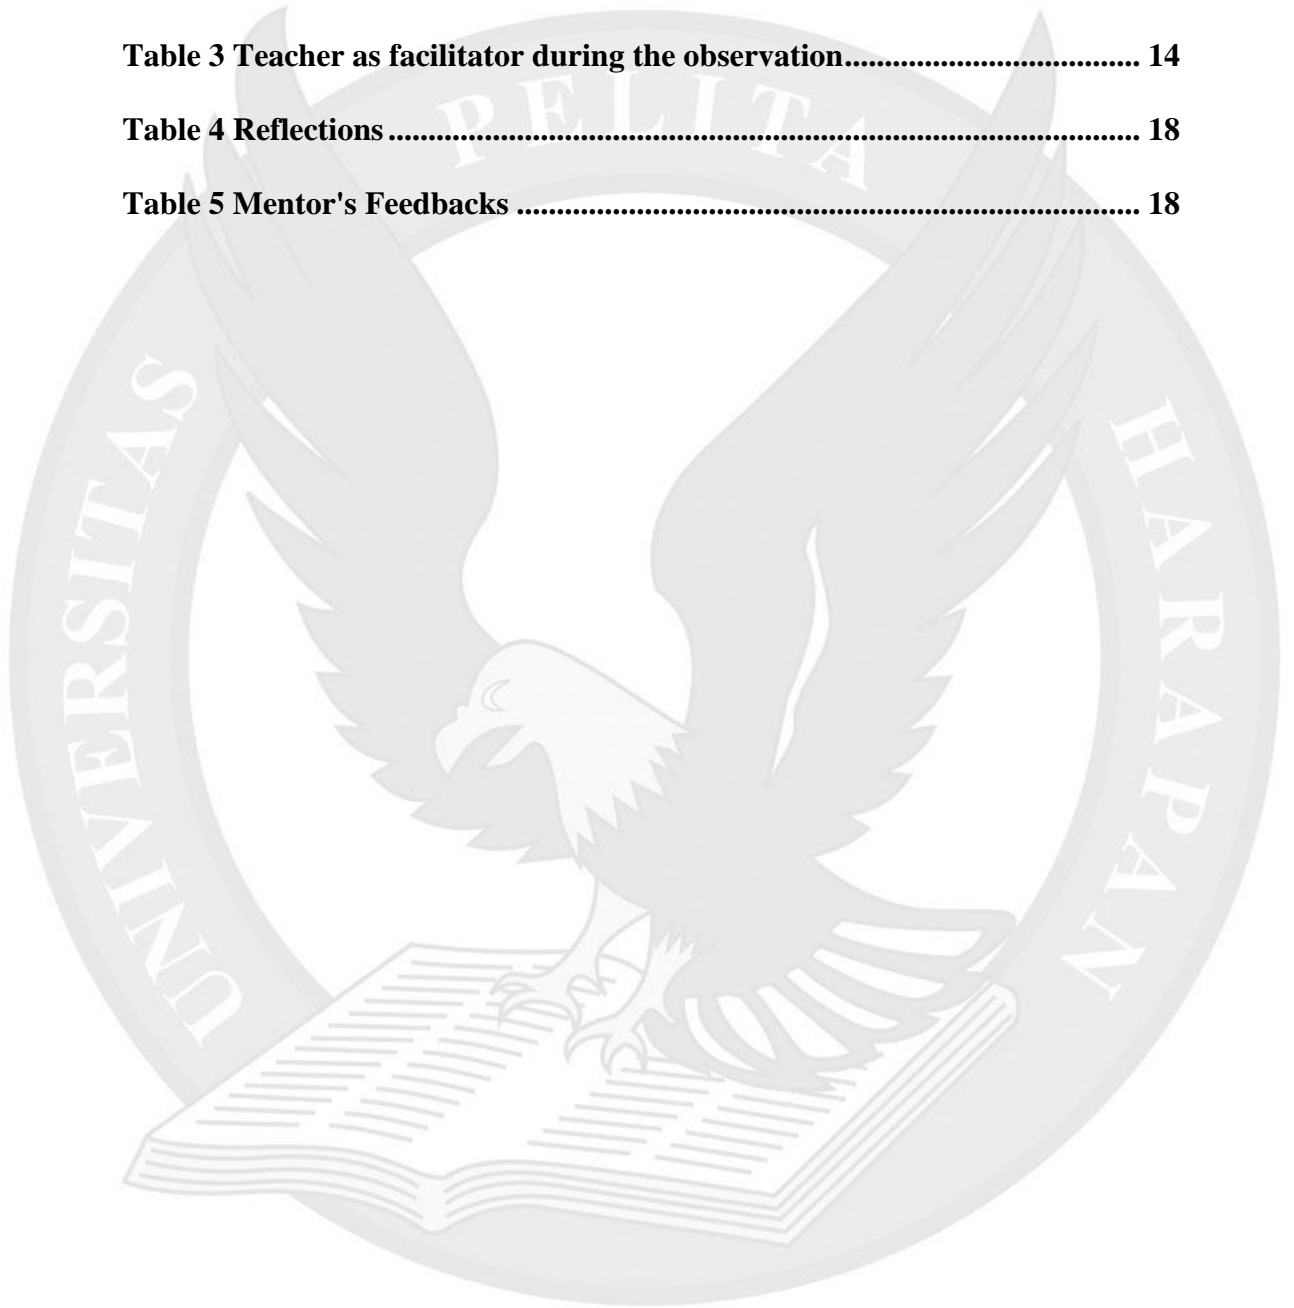 Table 3 Teacher as facilitator during the observation..................................... 14
Table 4 Reflections.............................................................................................. 18
Table 5 Mentor's Feedbacks .............................................................................. 18
UNIVERSITAS PELITA HARAPAN